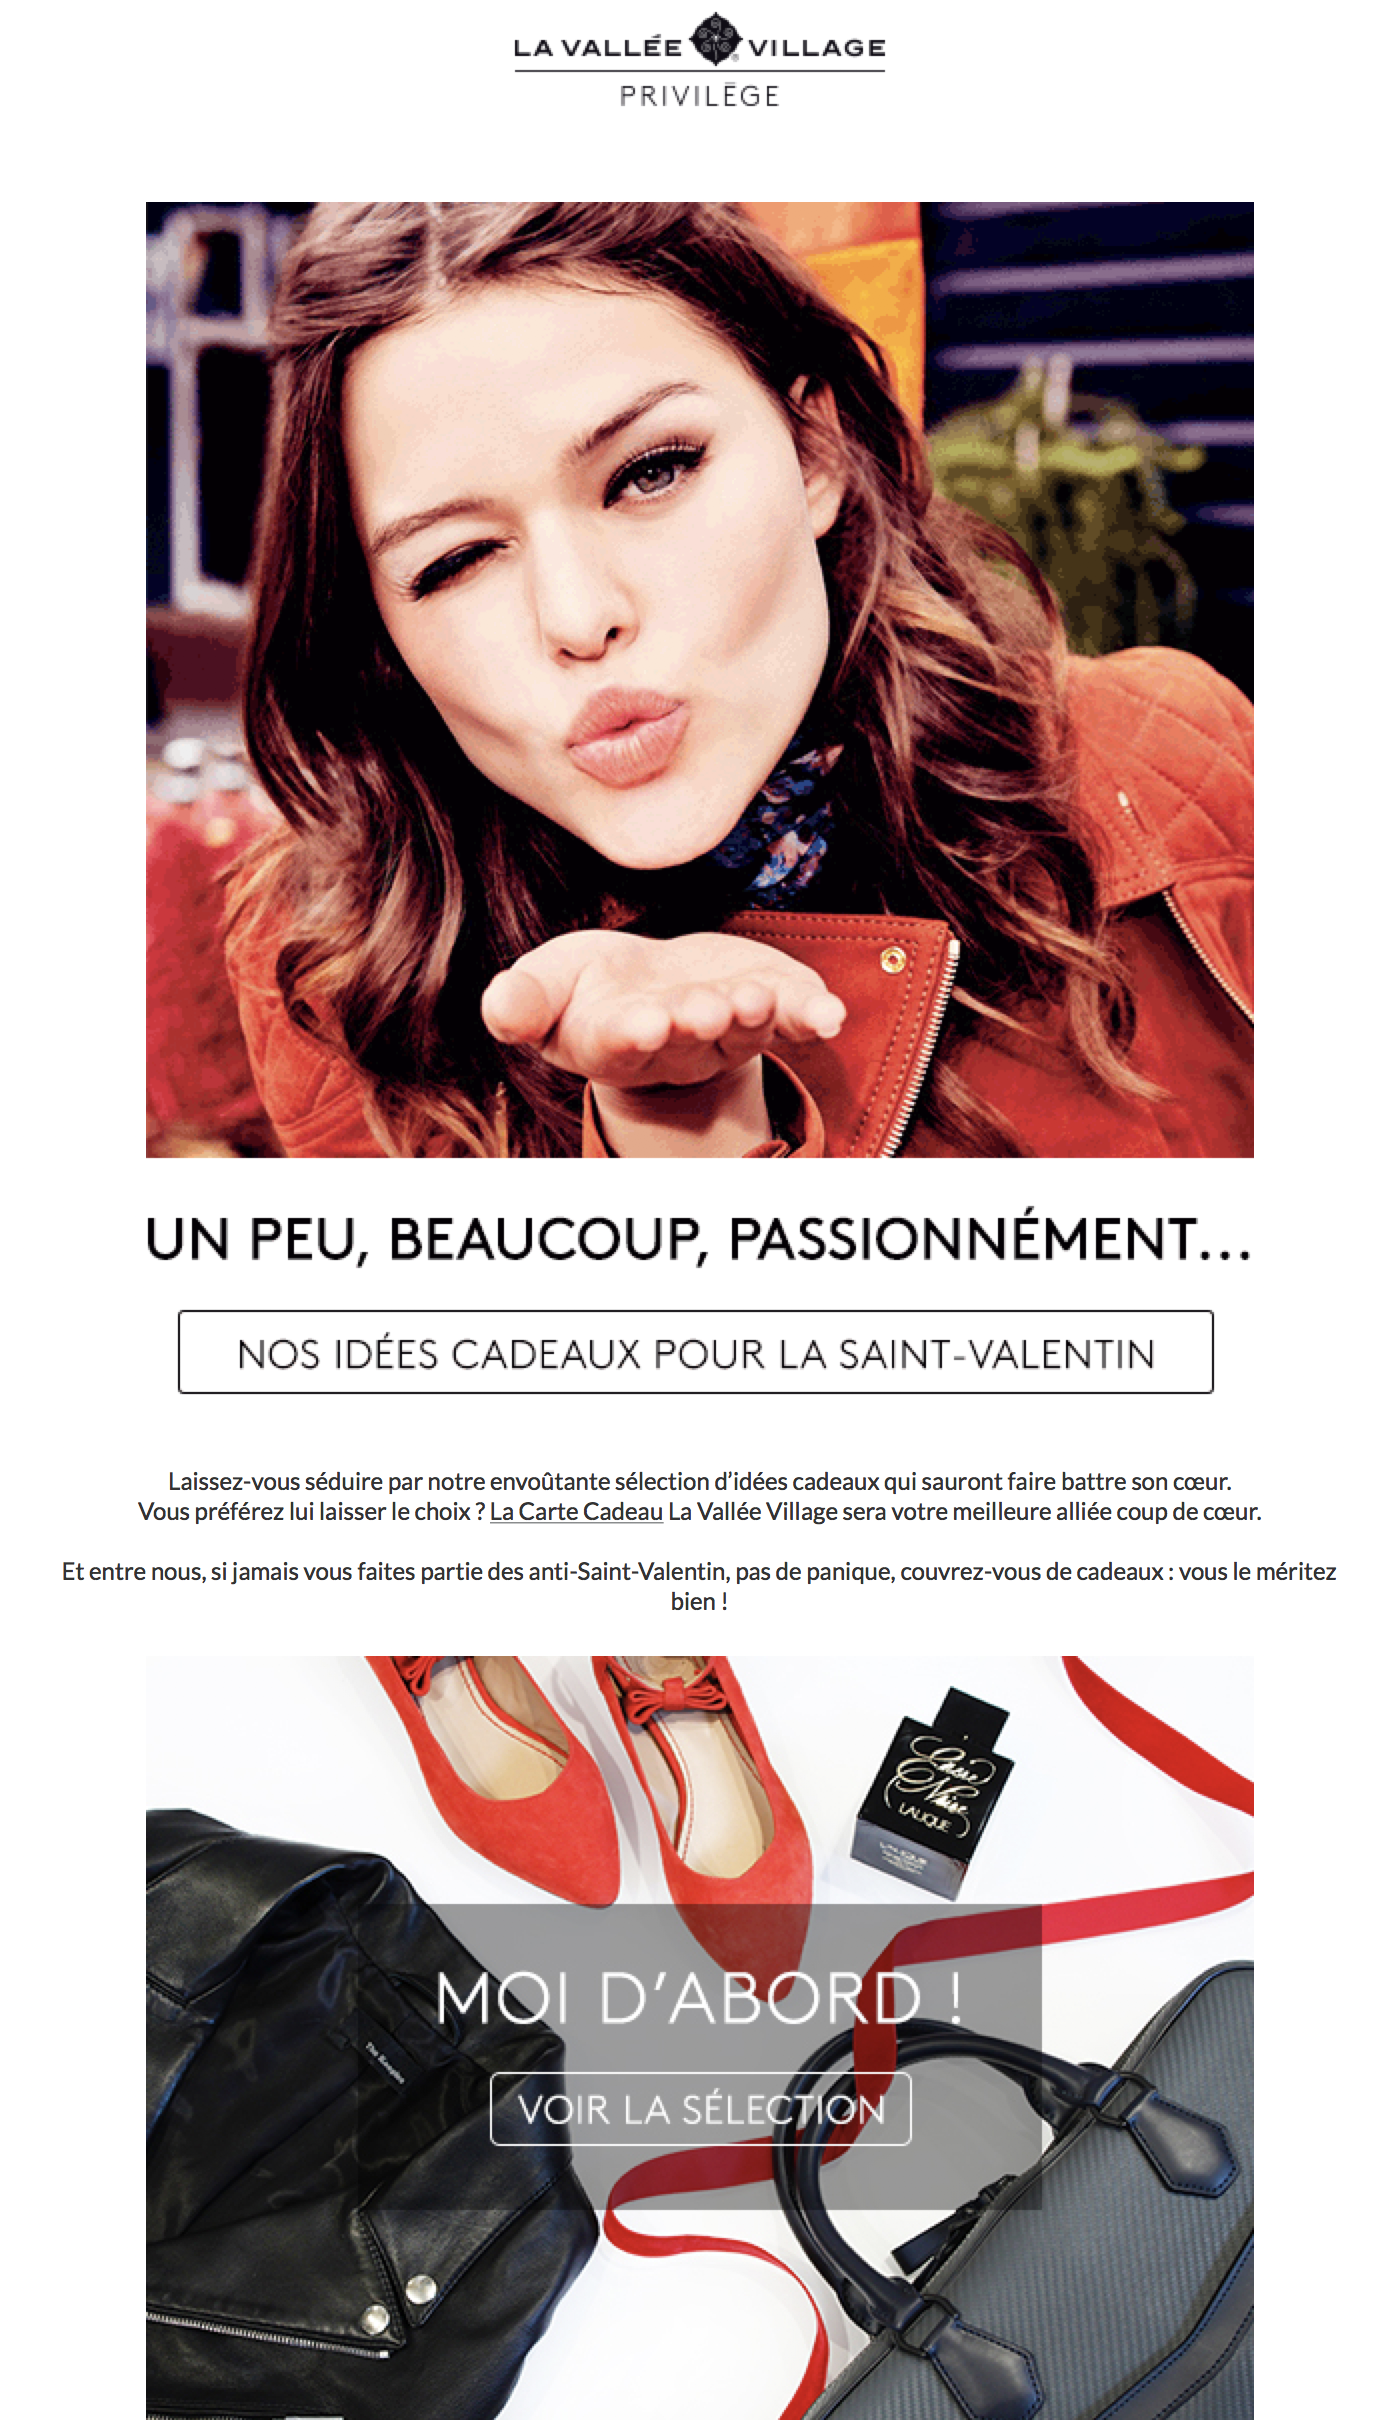 LA VALLÉE VILLAGE
PRIVILÈGE
UN PEU, BEAUCOUP, PASSIONNÉMENT...
NOS IDÉES CADEAUX POUR LA SAINT-VALENTIN
Laissez-vous séduire par notre envoûtante sélection d’idées cadeaux qui sauront faire battre son cœur.
Vous préférez lui laisser le choix ? La Carte Cadeau La Vallée Village sera votre meilleure alliée coup de cœur.
Et entre nous, si jamais vous faites partie des anti-Saint-Valentin, pas de panique, couvrez-vous de cadeaux : vous le méritez
bien !
Encre
Noire
LALIQUE
MOI D’ABORD !
The Kooples
VOIR LA SÉLECTION